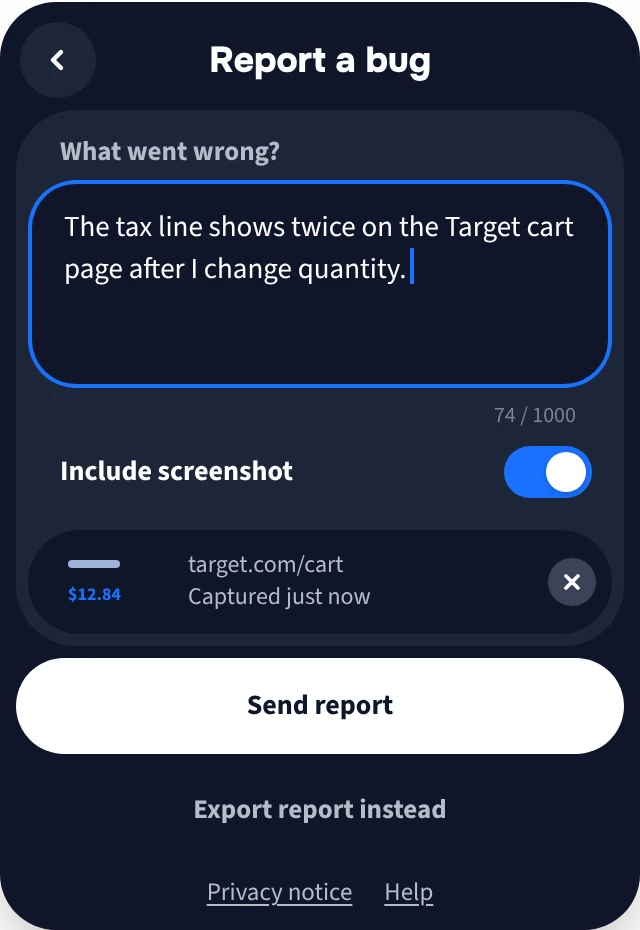 Report a bug
What went wrong?
The tax line shows twice on the Target cart
page after I change quantity.
74 / 1000
Include screenshot
target.com/cart
$12.84
Captured just now
Send report
Export report instead
Privacy notice Help